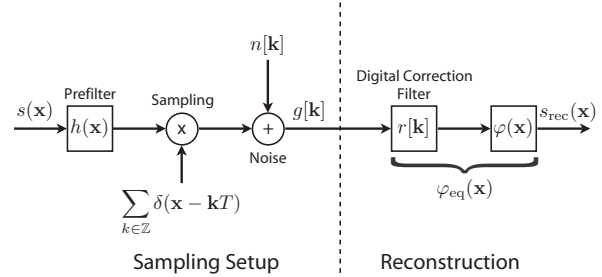 n[k]
Digital Correction
Filter
Prefilter
Sampling
s(x)
h(x)
x
+
g[k]
r[k]
φ(x)
s_rec(x)
Noise
∑_{k∈ℤ} δ(x − kT)
φ_eq(x)
Sampling Setup
Reconstruction